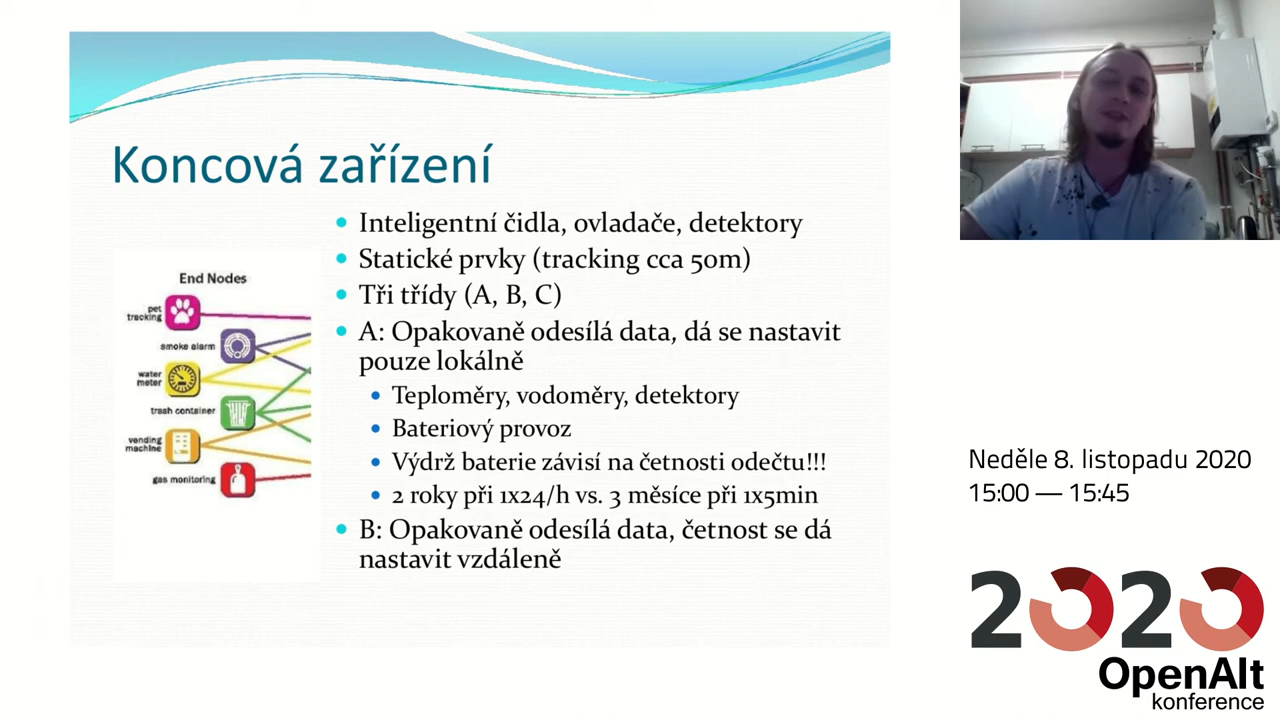 Koncová zařízení
Inteligentní čidla, ovladače, detektory
Statické prvky (tracking cca 50m)
Tři třídy (A, B, C)
A: Opakovaně odesílá data, dá se nastavit
pouze lokálně
Teploměry, vodoměry, detektory
Bateriový provoz
Výdrž baterie závisí na četnosti odečtu!!!
2 roky při 1x24/h vs. 3 měsíce při 1x5min
B: Opakovaně odesílá data, četnost se dá
nastavit vzdáleně
End Nodes
pet
tracking
smoke alarm
water
meter
trash container
vending
machine
gas monitoring
Neděle 8. listopadu 2020
15:00 — 15:45
2020
OpenAlt
konference